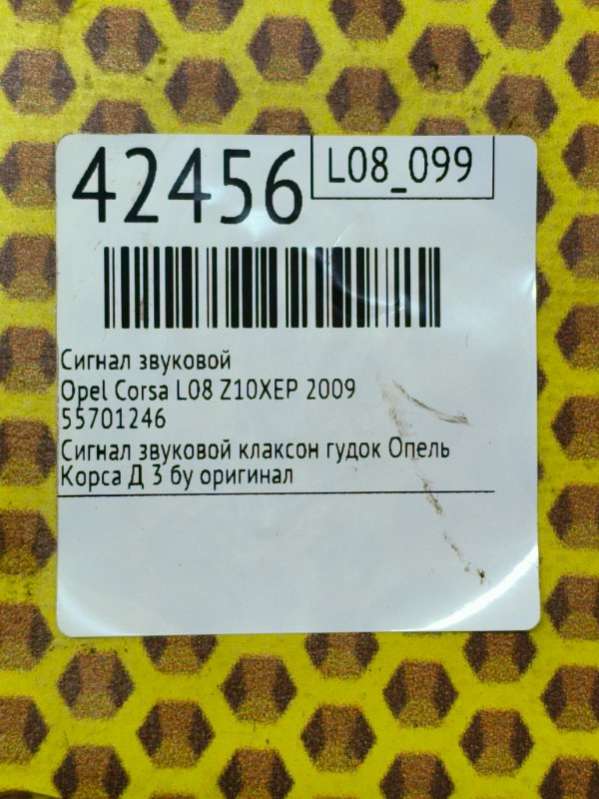 42456
L08_099
Сигнал звуковой
Opel Corsa L08 Z10XEP 2009
55701246
Сигнал звуковой клаксон гудок Опель
Корса Д 3 бу оригинал